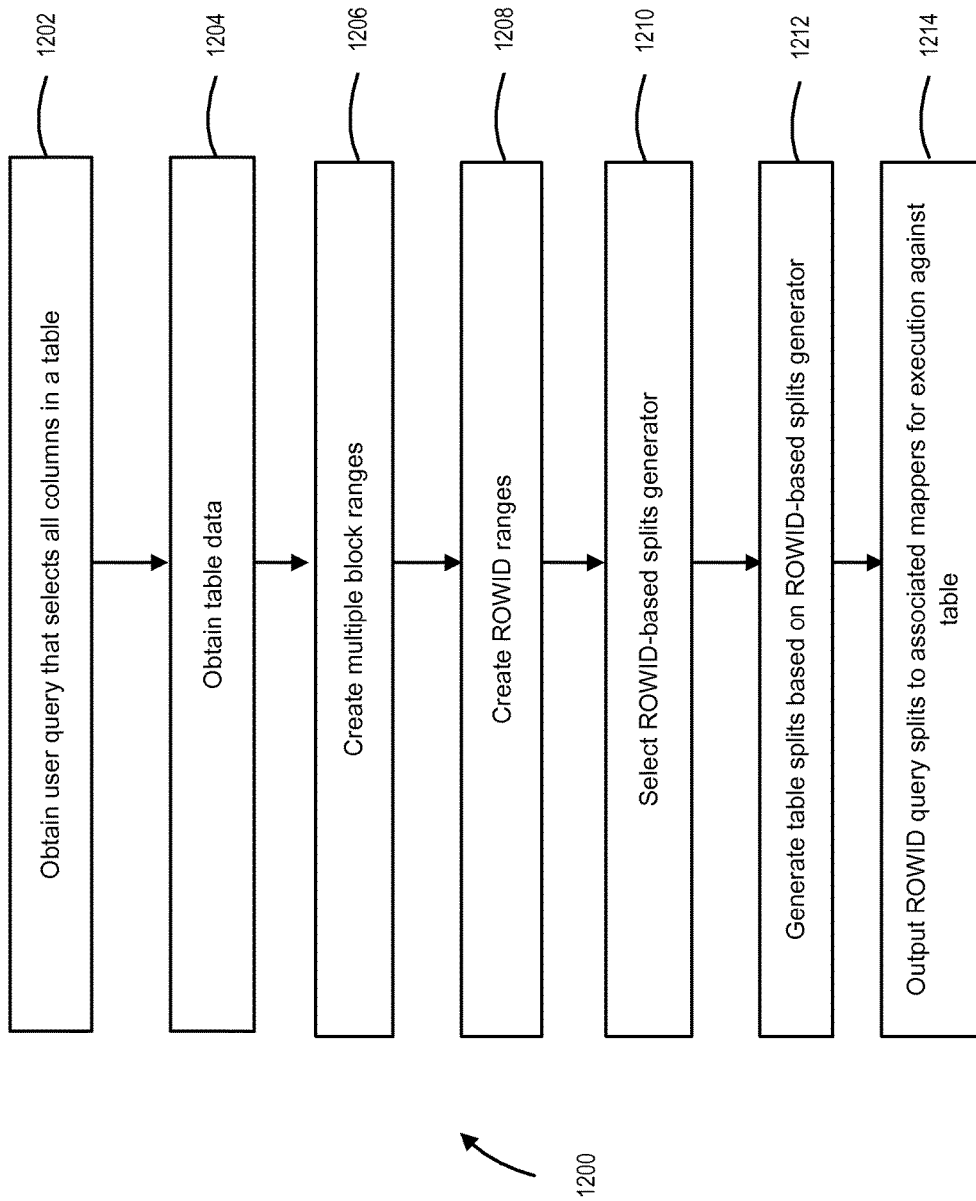 Obtain user query that selects all columns in a table
1202
Obtain table data
1204
Create multiple block ranges
1206
Create ROWID ranges
1208
Select ROWID-based splits generator
1210
Generate table splits based on ROWID-based splits generator
1212
Output ROWID query splits to associated mappers for execution against
table
1214
1200